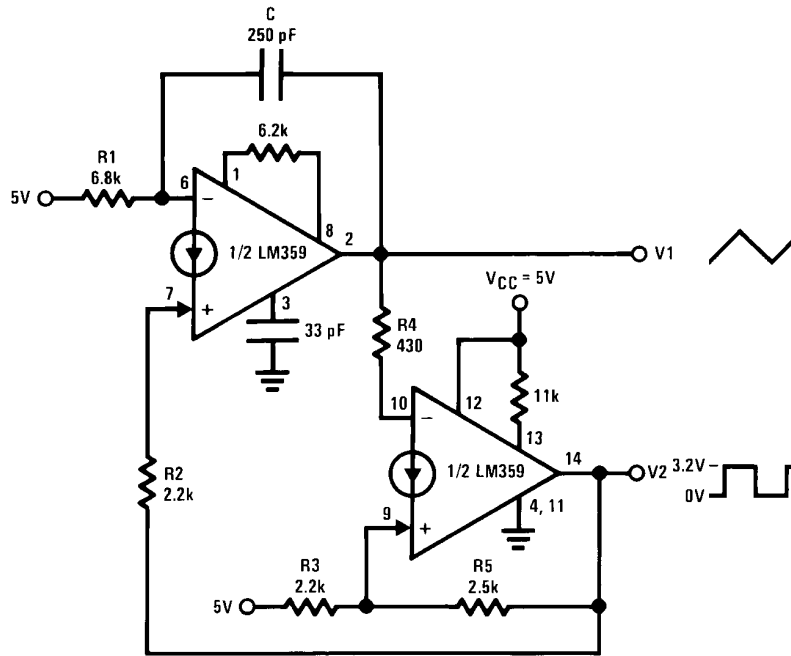 C
250 pF
6.2k
R1
6.8k
5V
6
−
1
8
2
1/2 LM359
V1
7
+
3
33 pF
VCC = 5V
R4
430
10
−
12
11k
13
14
1/2 LM359
V2
3.2V
0V
R2
2.2k
9
+
4, 11
R3
2.2k
R5
2.5k
5V